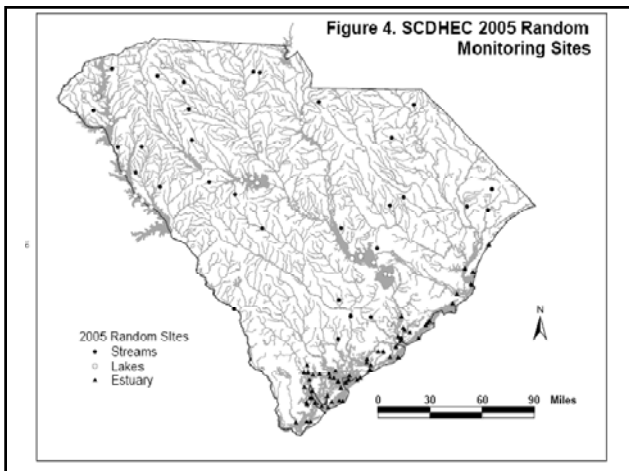 Figure 4. SCDHEC 2005 Random
Monitoring Sites
N
2005 Random Sites
Streams
Lakes
Estuary
0 30 60 90 Miles